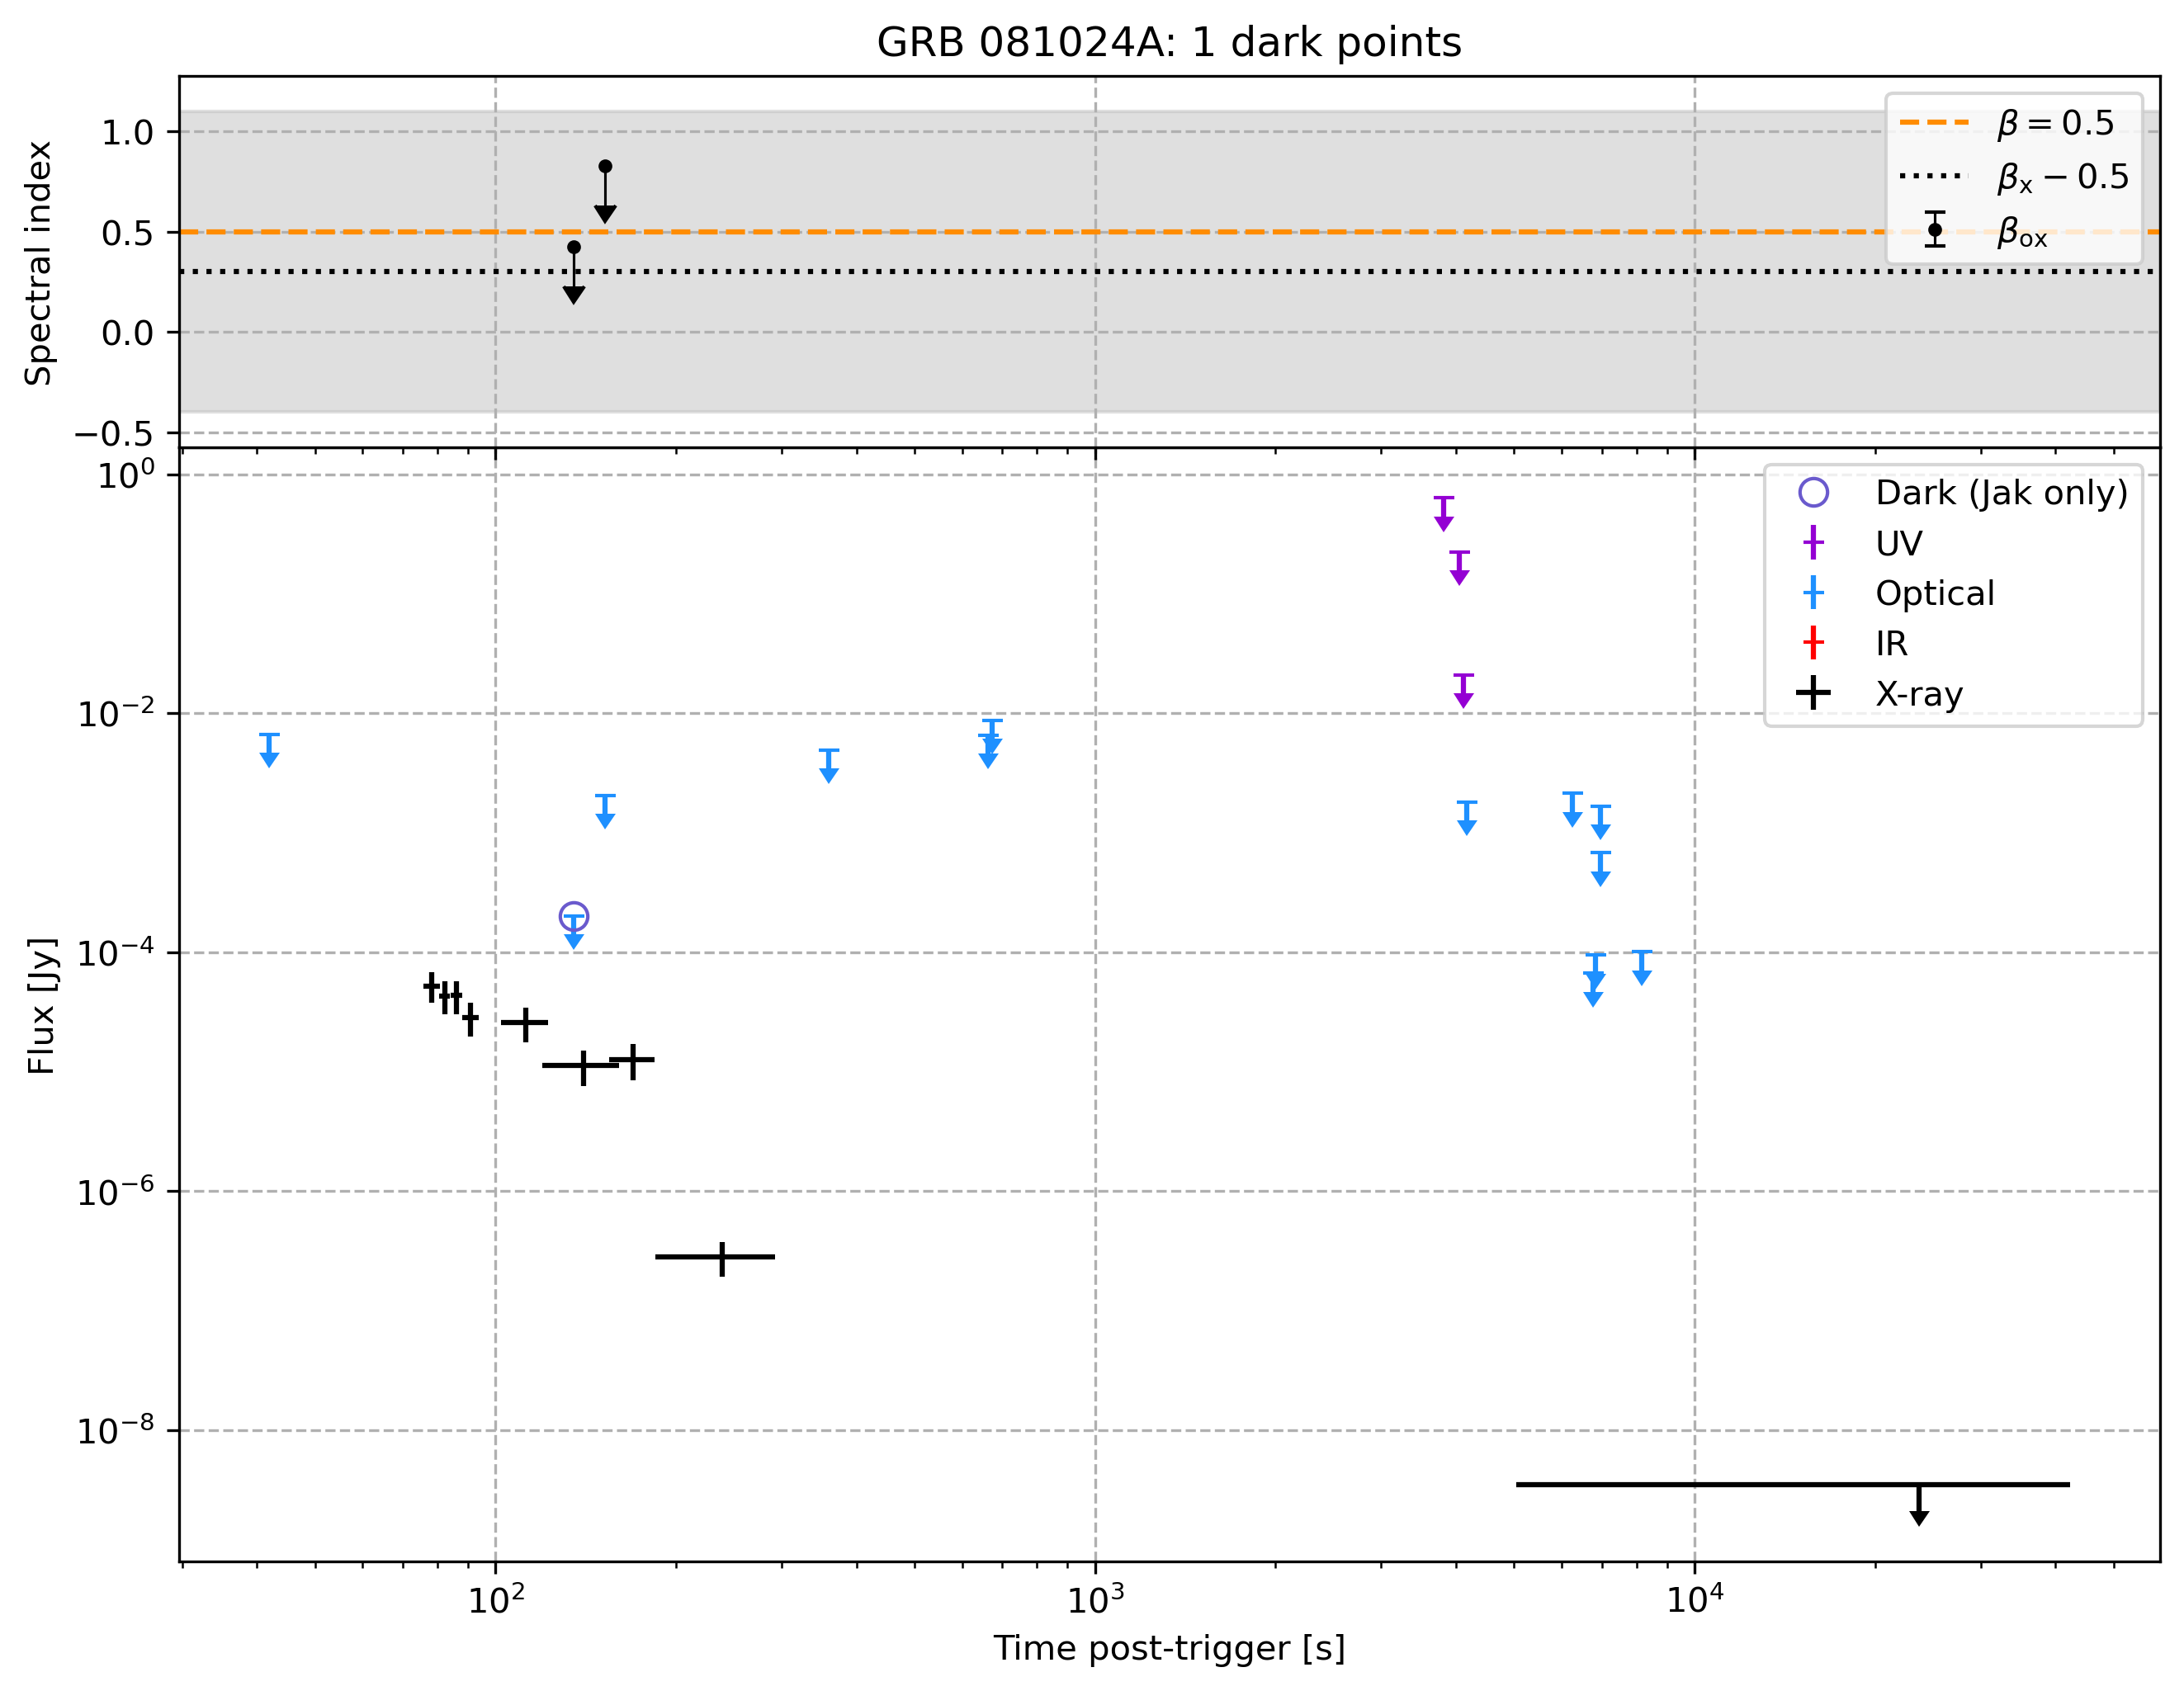 GRB 081024A: 1 dark points
Spectral index
1.0
0.5
0.0
−0.5
β = 0.5
βₓ − 0.5
βₒₓ
Flux [Jy]
10⁰
10⁻²
10⁻⁴
10⁻⁶
10⁻⁸
Dark (Jak only)
UV
Optical
IR
X-ray
10² 10³ 10⁴
Time post-trigger [s]